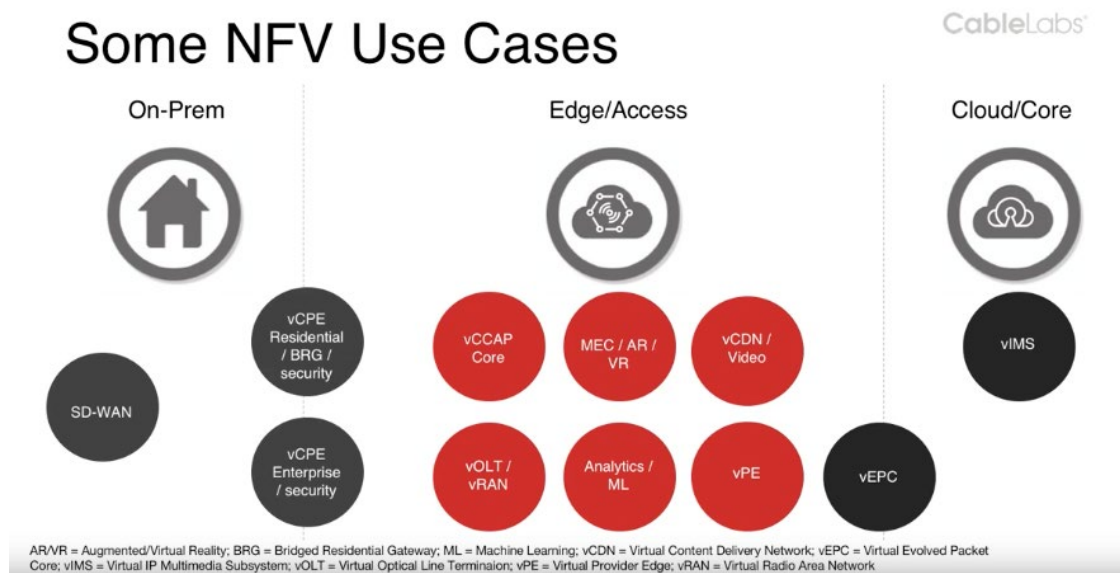 Some NFV Use Cases
CableLabs
On-Prem
Edge/Access
Cloud/Core
SD-WAN
vCPE
Residential
/ BRG /
security
vCPE
Enterprise
/ security
vCCAP
Core
MEC / AR /
VR
vCDN /
Video
vOLT /
vRAN
Analytics /
ML
vPE
vIMS
vEPC
AR/VR = Augmented/Virtual Reality; BRG = Bridged Residential Gateway; ML = Machine Learning; vCDN = Virtual Content Delivery Network; vEPC = Virtual Evolved Packet
Core; vIMS = Virtual IP Multimedia Subsystem; vOLT = Virtual Optical Line Terminaion; vPE = Virtual Provider Edge; vRAN = Virtual Radio Area Network